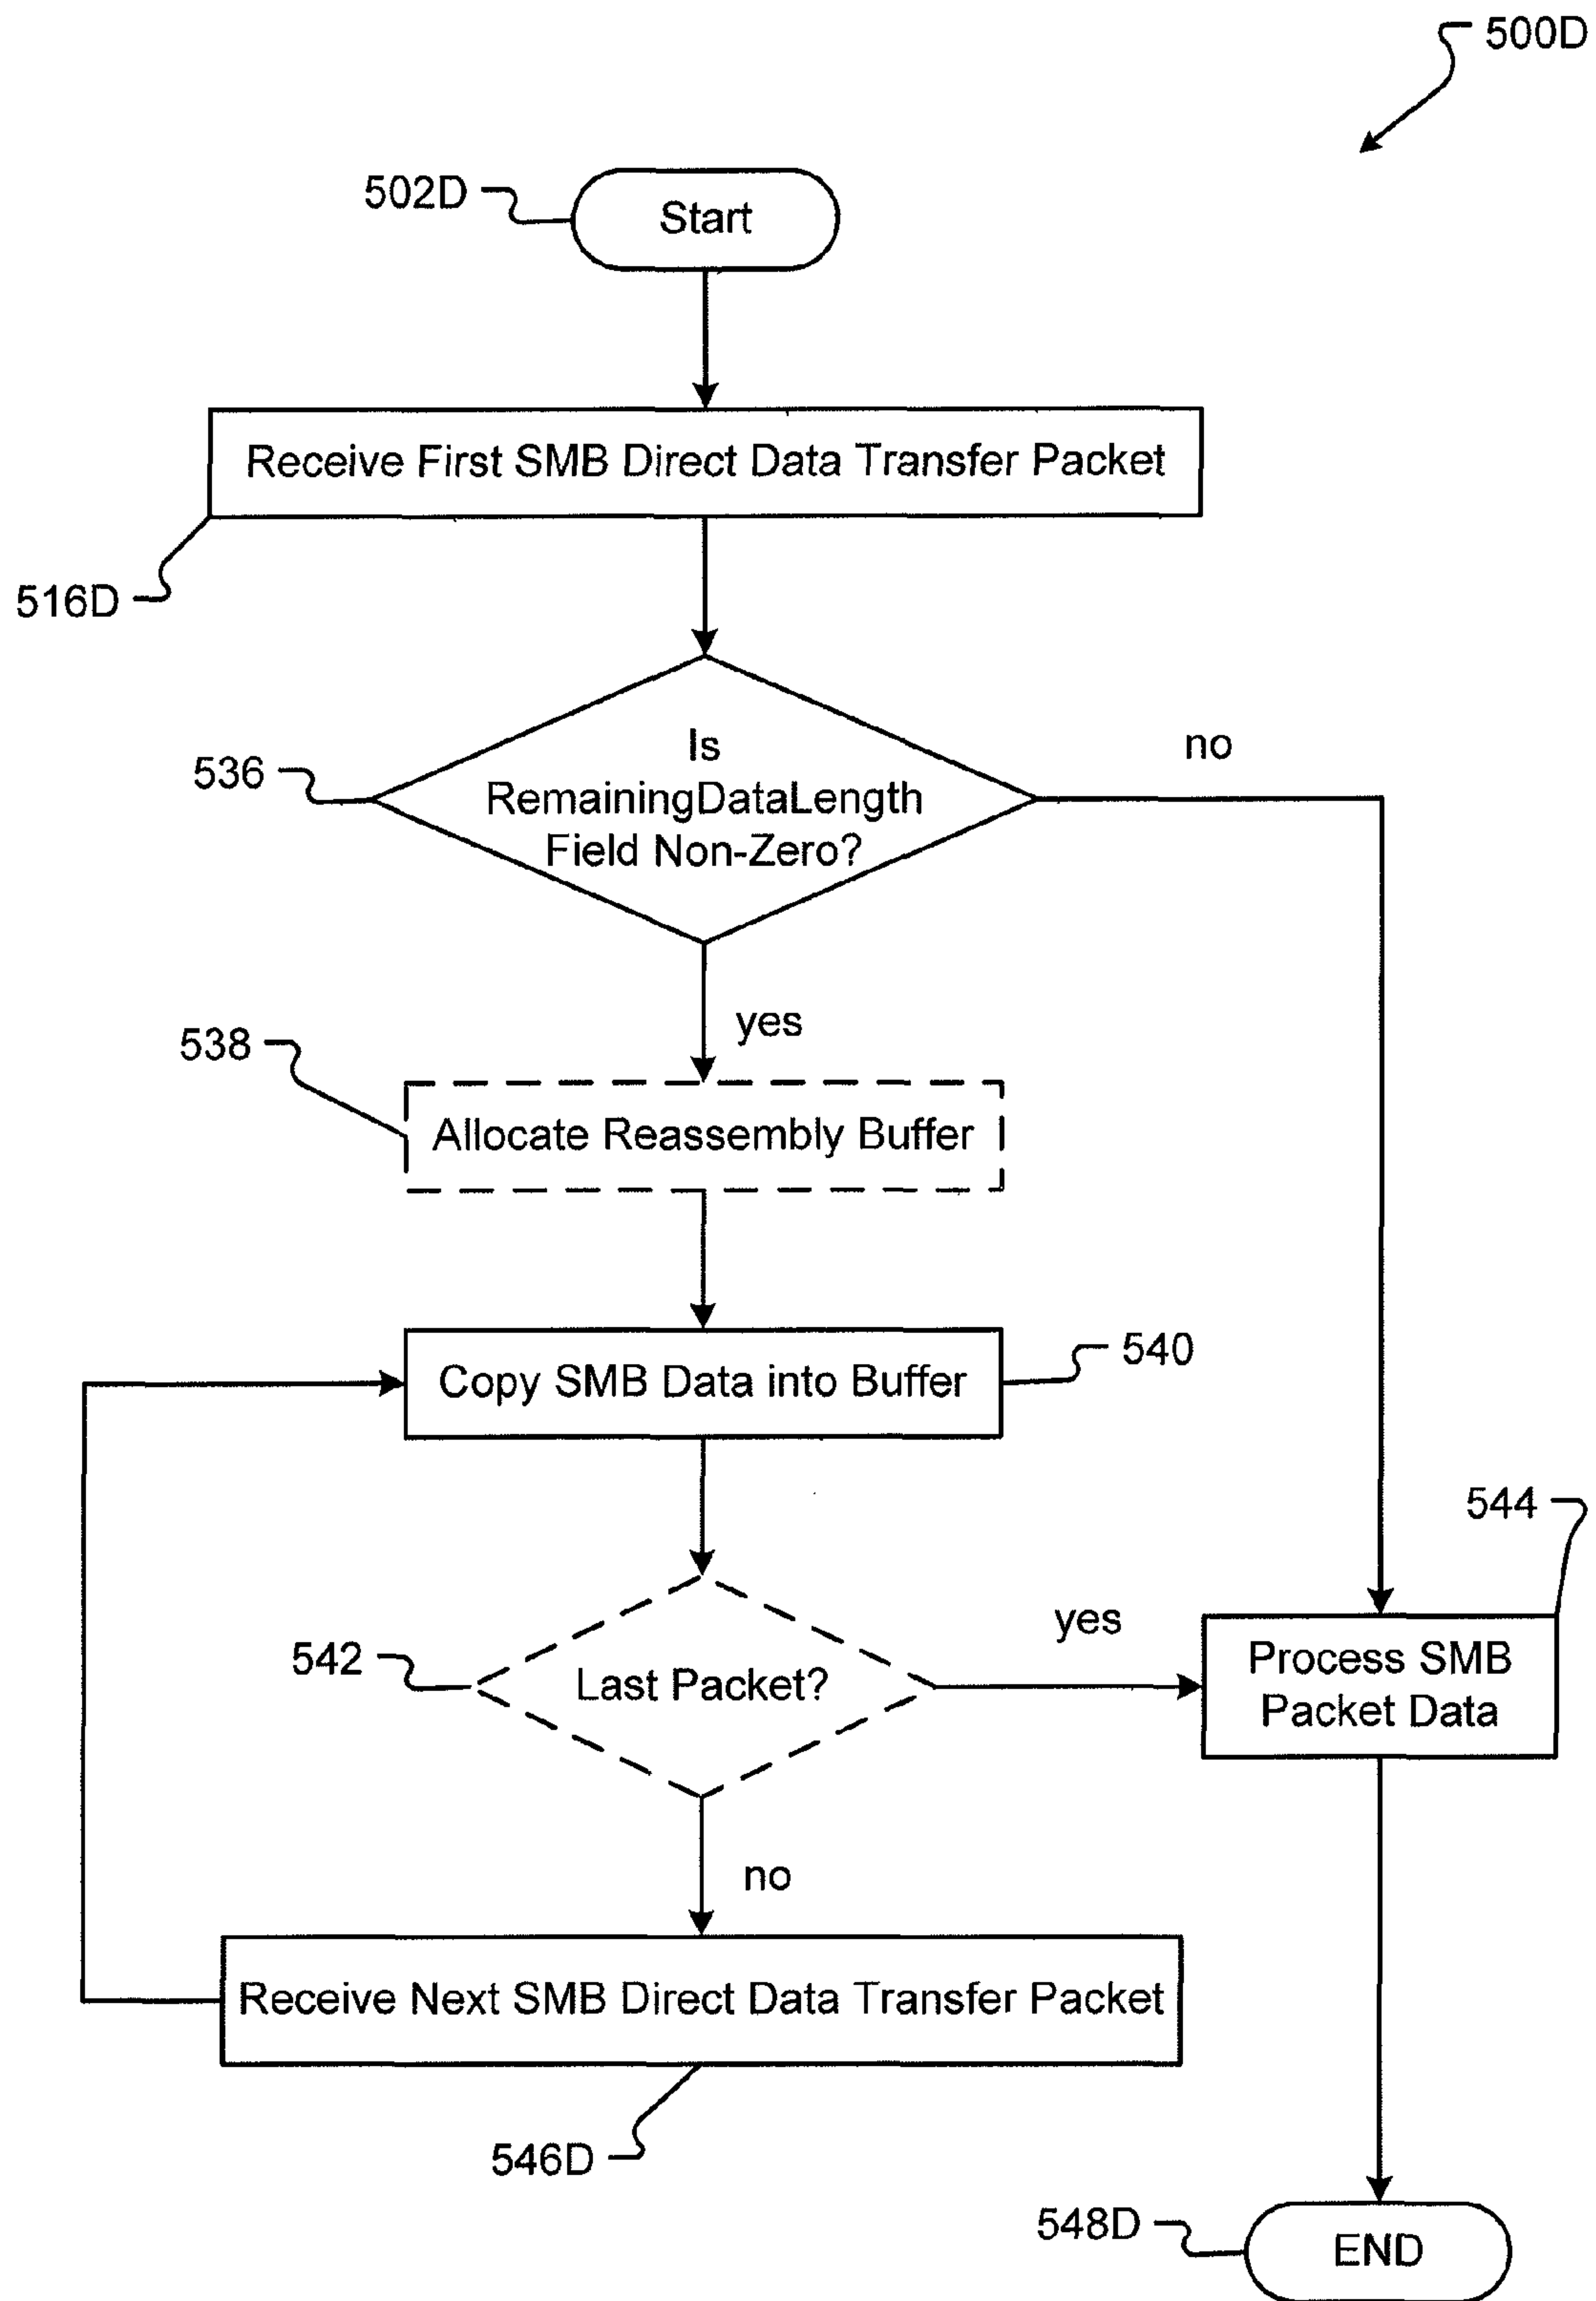 500D
502D
Start
Receive First SMB Direct Data Transfer Packet
516D
Is
RemainingDataLength
Field Non-Zero?
536
no
yes
538
Allocate Reassembly Buffer
Copy SMB Data into Buffer
540
544
542
Last Packet?
yes
Process SMB
Packet Data
no
Receive Next SMB Direct Data Transfer Packet
546D
548D
END